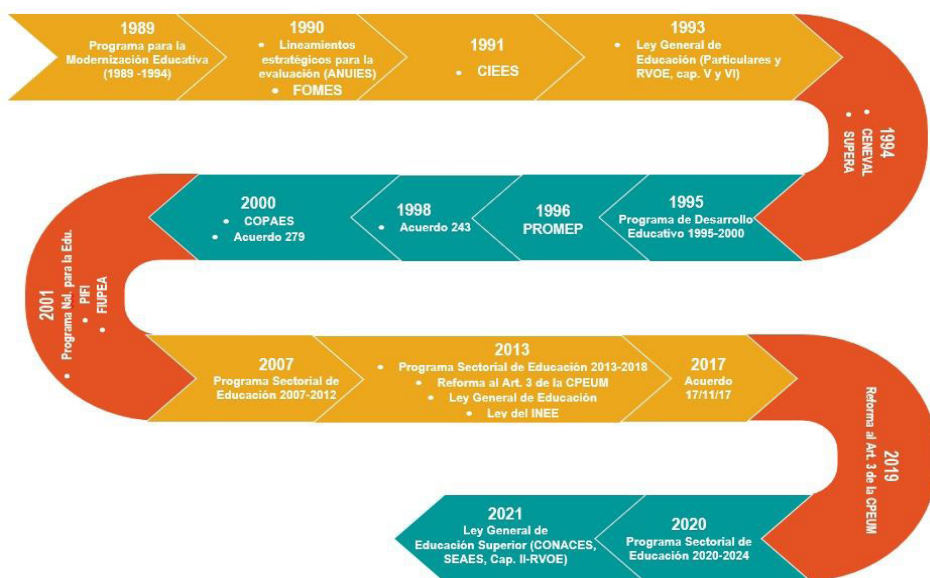 1989
Programa para la
Modernización Educativa
(1989 -1994)
1990
• Lineamientos
estratégicos para la
evaluación (ANUIES)
• FOMES
1991
• CIEES
1993
• Ley General de
Educación (Particulares y
RVOE, cap. V y VI)
1994
• CENEVAL
• SUPERA
1995
Programa de Desarrollo
Educativo 1995-2000
1996
PROMEP
1998
• Acuerdo 243
2000
• COPAES
• Acuerdo 279
2001
• Programa Nal. para la Edu.
• PIFI
• FIUPEA
2007
Programa Sectorial de
Educación 2007-2012
2013
• Programa Sectorial de Educación 2013-2018
• Reforma al Art. 3 de la CPEUM
• Ley General de Educación
• Ley del INEE
2017
Acuerdo
17/11/17
2019
Reforma al Art. 3 de la CPEUM
2020
Programa Sectorial de
Educación 2020-2024
2021
Ley General de
Educación Superior (CONACES,
SEAES, Cap. II-RVOE)